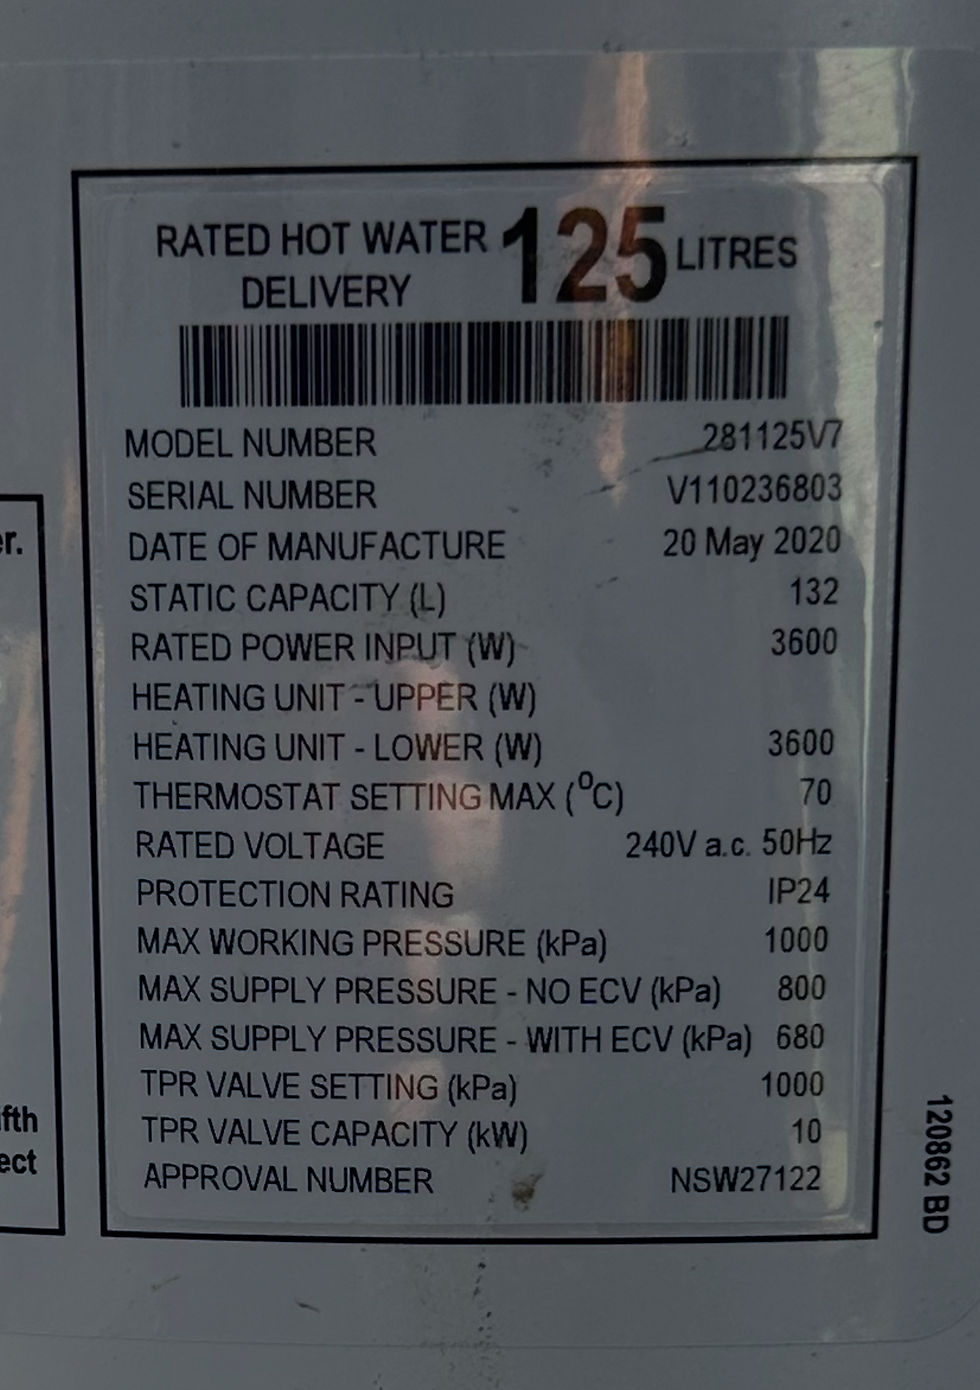 RATED HOT WATER DELIVERY 125 LITRES
MODEL NUMBER 281125V7
SERIAL NUMBER V110236803
DATE OF MANUFACTURE 20 May 2020
STATIC CAPACITY (L) 132
RATED POWER INPUT (W) 3600
HEATING UNIT - UPPER (W)
HEATING UNIT - LOWER (W) 3600
THERMOSTAT SETTING MAX (°C) 70
RATED VOLTAGE 240V a.c. 50Hz
PROTECTION RATING IP24
MAX WORKING PRESSURE (kPa) 1000
MAX SUPPLY PRESSURE - NO ECV (kPa) 800
MAX SUPPLY PRESSURE - WITH ECV (kPa) 680
TPR VALVE SETTING (kPa) 1000
TPR VALVE CAPACITY (kW) 10
APPROVAL NUMBER NSW27122
120862 BD